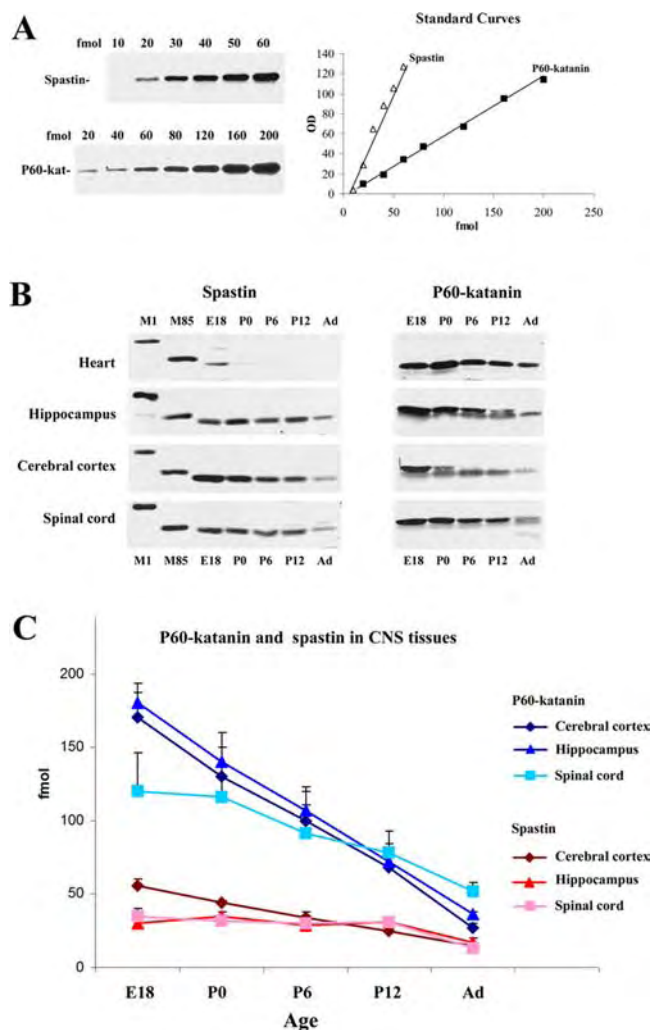 A
fmol 10 20 30 40 50 60
Spastin-
fmol
20 40 60 80 120 160 200
P60-kat-
Standard Curves
Spastin
P60-katanin
OD
140
120
100
80
60
40
20
0
0 50 100 150 200 250
fmol
B
Spastin
P60-katanin
M1 M85 E18 P0 P6 P12 Ad
E18 P0 P6 P12 Ad
Heart
Hippocampus
Cerebral cortex
Spinal cord
M1 M85 E18 P0 P6 P12 Ad
E18 P0 P6 P12 Ad
C
P60-katanin and spastin in CNS tissues
fmol
200
150
100
50
0
E18 P0 P6 P12 Ad
Age
P60-katanin
Cerebral cortex
Hippocampus
Spinal cord
Spastin
Cerebral cortex
Hippocampus
Spinal cord